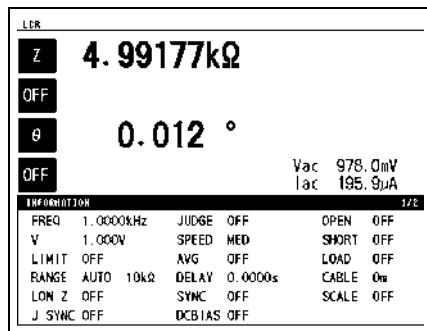 LCR
Z 4.99177kΩ
OFF
θ 0.012 °
OFF
Vac 978.0mV
Iac 195.9μA
INFORMATION 1/2
FREQ 1.0000kHz JUDGE OFF OPEN OFF
V 1.000V SPEED MED SHORT OFF
LIMIT OFF AVG OFF LOAD OFF
RANGE AUTO 10kΩ DELAY 0.0000s CABLE 0m
LOW Z OFF SYNC OFF SCALE OFF
J SYNC OFF DCBIAS OFF